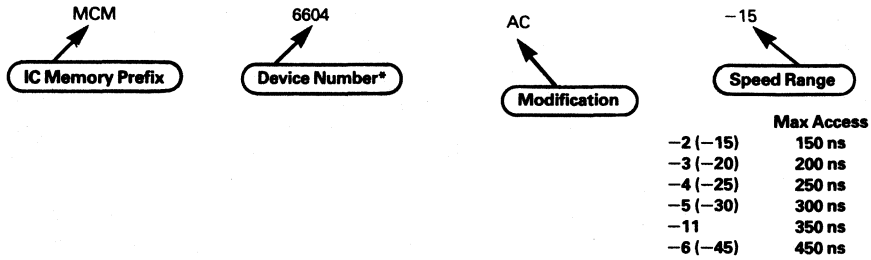 MCM 6604 AC −15
IC Memory Prefix Device Number* Modification Speed Range
Max Access
−2 (−15) 150 ns
−3 (−20) 200 ns
−4 (−25) 250 ns
−5 (−30) 300 ns
−11 350 ns
−6 (−45) 450 ns